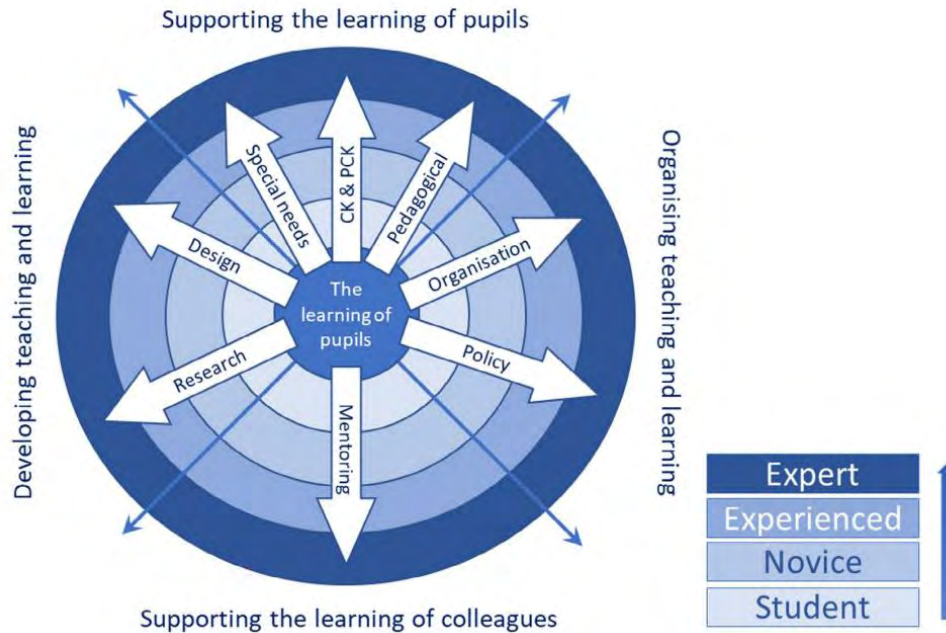 Supporting the learning of pupils
Developing teaching and learning
Organising teaching and learning
Special needs
CK & PCK
Pedagogical
Design
Organisation
The
learning of
pupils
Research
Policy
Mentoring
Supporting the learning of colleagues
Expert
Experienced
Novice
Student